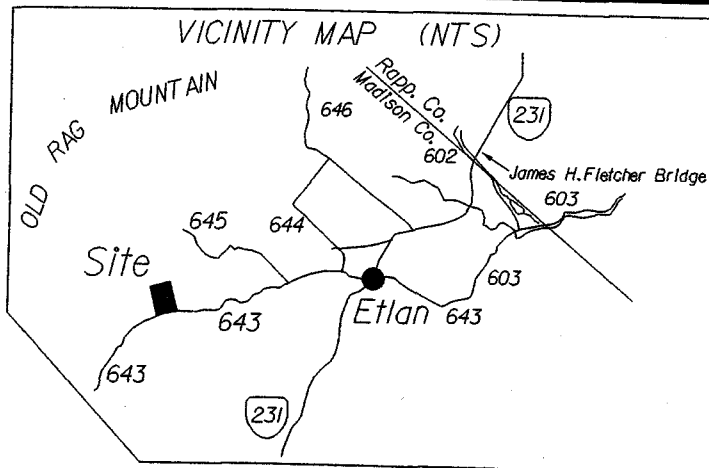 VICINITY MAP (NTS)
OLD RAG MOUNTAIN
646
Rapp. Co.
Madison Co.
231
602
James H. Fletcher Bridge
603
645
644
Site
603
Etlan
643
643
643
231